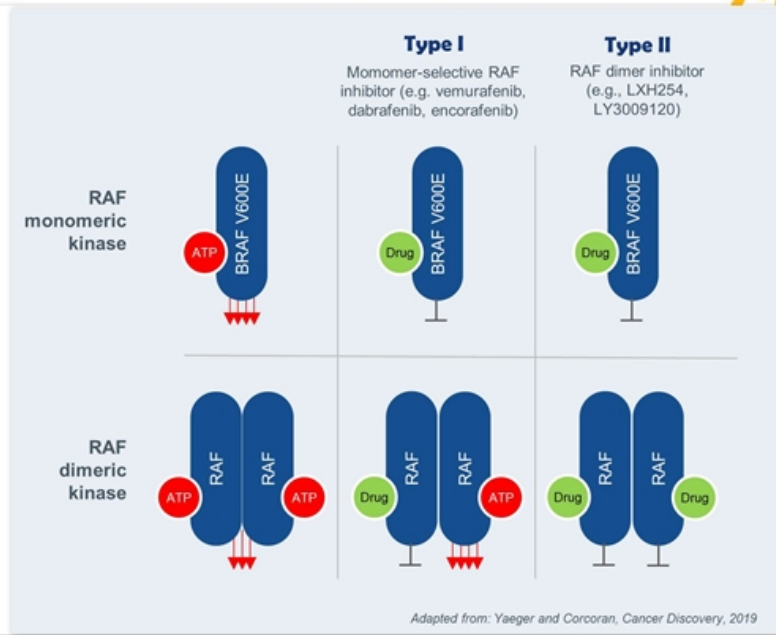 Type I
Momomer-selective RAF
inhibitor (e.g. vemurafenib,
dabrafenib, encorafenib)
Type II
RAF dimer inhibitor
(e.g., LXH254,
LY3009120)
RAF
monomeric
kinase
ATP
BRAF V600E
Drug
BRAF V600E
Drug
BRAF V600E
RAF
dimeric
kinase
ATP
RAF
RAF
ATP
Drug
RAF
RAF
ATP
Drug
RAF
RAF
Drug
Adapted from: Yaeger and Corcoran, Cancer Discovery, 2019